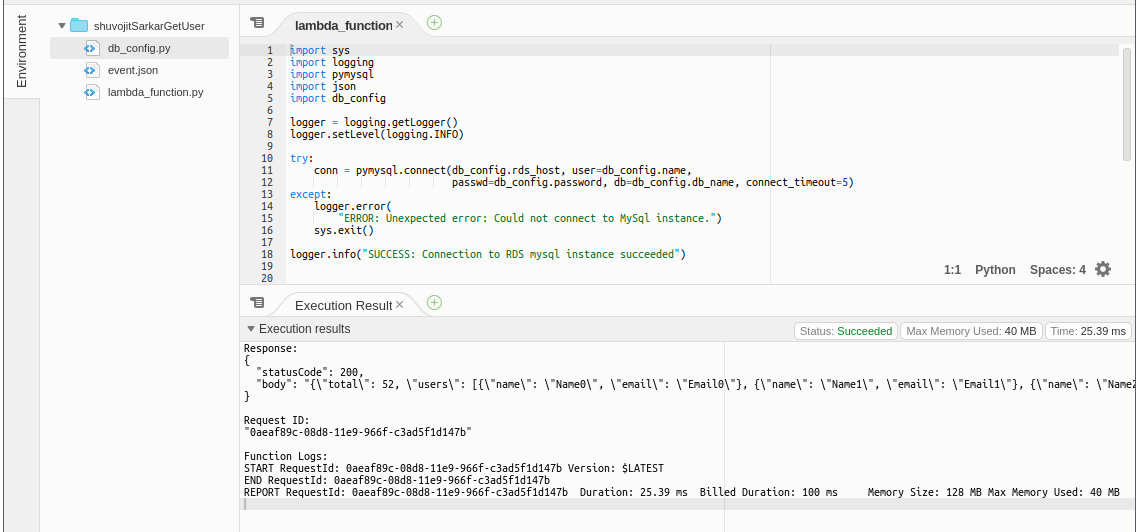 Environment
shuvojitSarkarGetUser
db_config.py
event.json
lambda_function.py
lambda_function
1 import sys
2 import logging
3 import pymysql
4 import json
5 import db_config
6
7 logger = logging.getLogger()
8 logger.setLevel(logging.INFO)
9
10 try:
11     conn = pymysql.connect(db_config.rds_host, user=db_config.name,
12                            passwd=db_config.password, db=db_config.db_name, connect_timeout=5)
13 except:
14     logger.error(
15         "ERROR: Unexpected error: Could not connect to MySql instance.")
16     sys.exit()
17
18 logger.info("SUCCESS: Connection to RDS mysql instance succeeded")
19
20
1:1 Python Spaces: 4
Execution Result
Execution results
Status: Succeeded Max Memory Used: 40 MB Time: 25.39 ms
Response:
{
  "statusCode": 200,
  "body": "{\"total\": 52, \"users\": [{\"name\": \"Name0\", \"email\": \"Email0\"}, {\"name\": \"Name1\", \"email\": \"Email1\"}, {\"name\": \"Name2
}
Request ID:
"0aeaf89c-08d8-11e9-966f-c3ad5f1d147b"
Function Logs:
START RequestId: 0aeaf89c-08d8-11e9-966f-c3ad5f1d147b Version: $LATEST
END RequestId: 0aeaf89c-08d8-11e9-966f-c3ad5f1d147b
REPORT RequestId: 0aeaf89c-08d8-11e9-966f-c3ad5f1d147b Duration: 25.39 ms Billed Duration: 100 ms Memory Size: 128 MB Max Memory Used: 40 MB